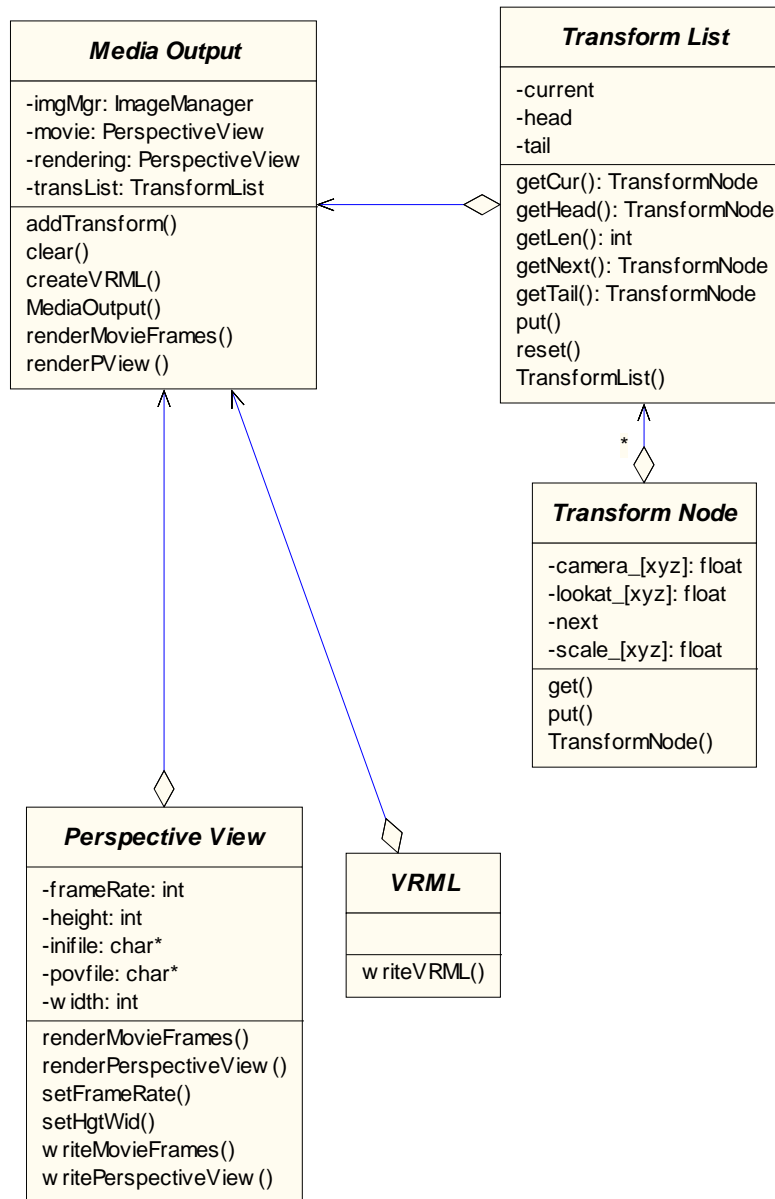 Media Output
-imgMgr: ImageManager
-movie: PerspectiveView
-rendering: PerspectiveView
-transList: TransformList
addTransform()
clear()
createVRML()
MediaOutput()
renderMovieFrames()
renderPView()
Transform List
-current
-head
-tail
getCur(): TransformNode
getHead(): TransformNode
getLen(): int
getNext(): TransformNode
getTail(): TransformNode
put()
reset()
TransformList()
*
Transform Node
-camera_[xyz]: float
-lookat_[xyz]: float
-next
-scale_[xyz]: float
get()
put()
TransformNode()
Perspective View
-frameRate: int
-height: int
-inifile: char*
-povfile: char*
-width: int
renderMovieFrames()
renderPerspectiveView()
setFrameRate()
setHgtWid()
writeMovieFrames()
writePerspectiveView()
VRML
writeVRML()